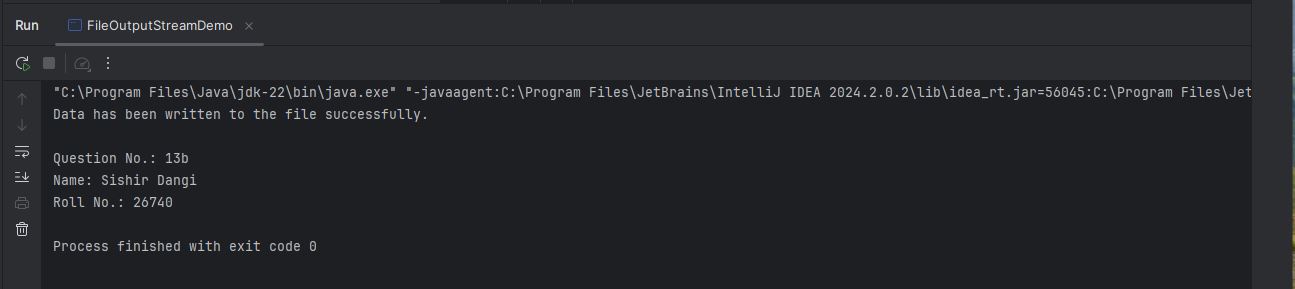 Run FileOutputStreamDemo
"C:\Program Files\Java\jdk-22\bin\java.exe" "-javaagent:C:\Program Files\JetBrains\IntelliJ IDEA 2024.2.0.2\lib\idea_rt.jar=56045:C:\Program Files\Jet
Data has been written to the file successfully.
Question No.: 13b
Name: Sishir Dangi
Roll No.: 26740
Process finished with exit code 0